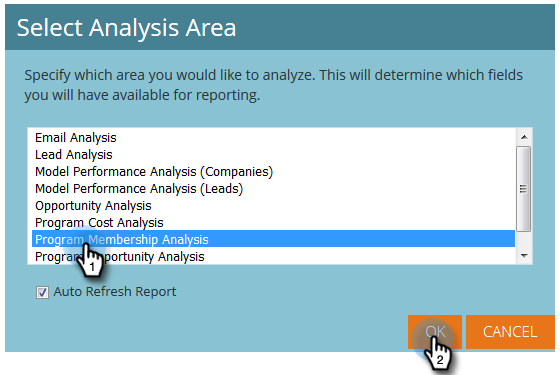 Select Analysis Area
Specify which area you would like to analyze. This will determine which fields
you will have available for reporting.
Email Analysis
Lead Analysis
Model Performance Analysis (Companies)
Model Performance Analysis (Leads)
Opportunity Analysis
Program Cost Analysis
Program Membership Analysis
Program Opportunity Analysis
1
Auto Refresh Report
OK CANCEL
2